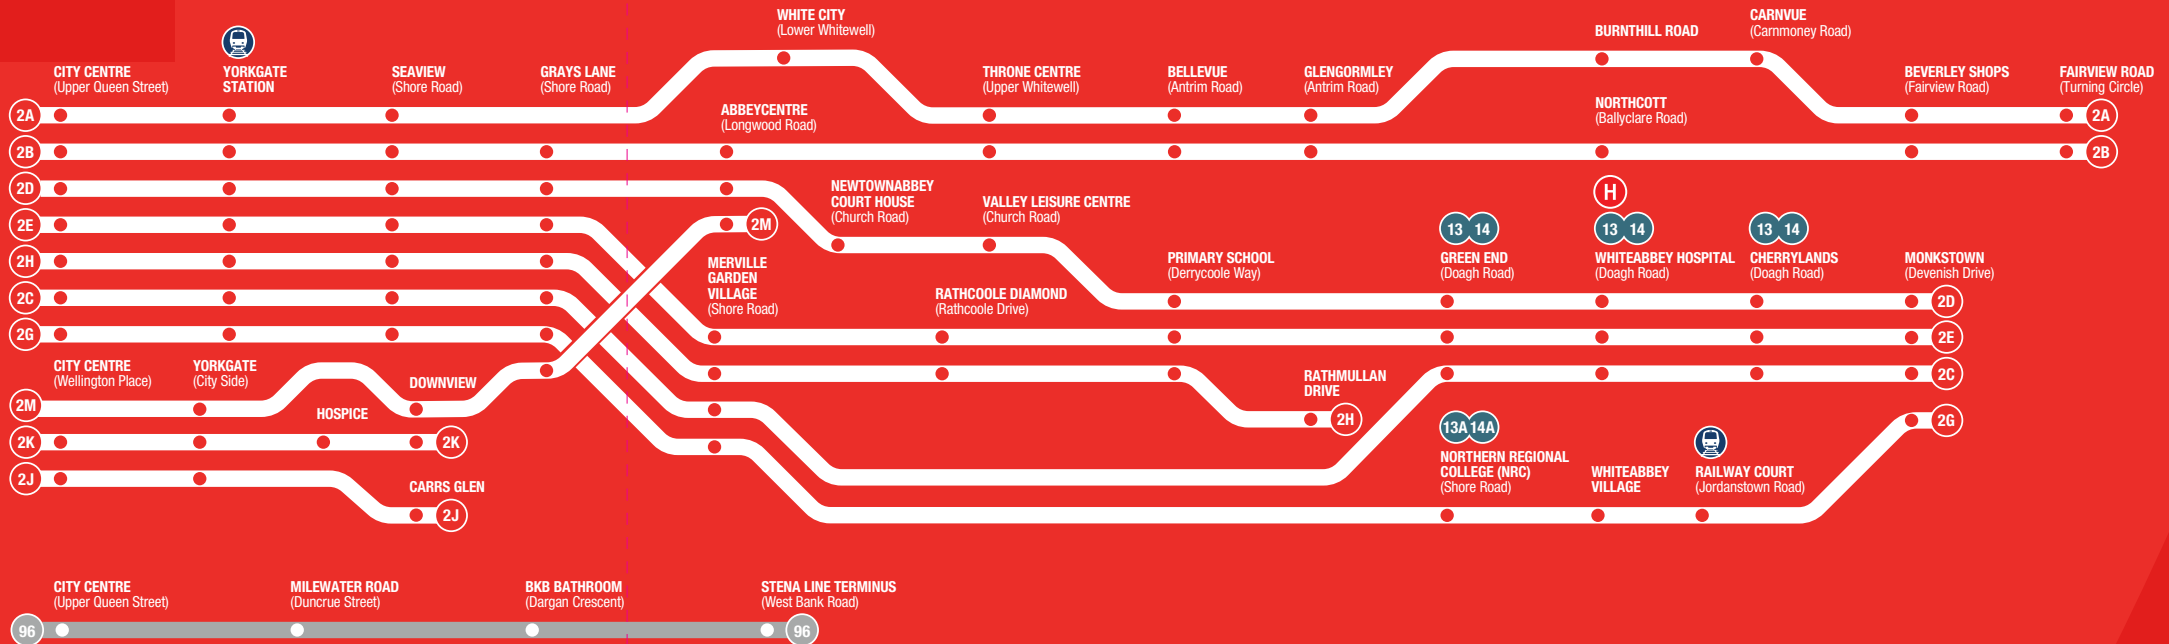 WHITE CITY
(Lower Whitewell)
CARNVUE
(Carnmoney Road)
BURNTHILL ROAD
CITY CENTRE
(Upper Queen Street)
YORKGATE
STATION
SEAVIEW
(Shore Road)
GRAYS LANE
(Shore Road)
THRONE CENTRE
(Upper Whitewell)
BELLEVUE
(Antrim Road)
GLENGORMLEY
(Antrim Road)
BEVERLEY SHOPS
(Fairview Road)
FAIRVIEW ROAD
(Turning Circle)
ABBEYCENTRE
(Longwood Road)
NORTHCOTT
(Ballyclare Road)
2A
2A
2B
2B
2D
NEWTOWNABBEY
COURT HOUSE
(Church Road)
VALLEY LEISURE CENTRE
(Church Road)
H
2E
2M
13 14
13 14
13 14
2H
MERVILLE
GARDEN
VILLAGE
(Shore Road)
PRIMARY SCHOOL
(Derrycoole Way)
GREEN END
(Doagh Road)
WHITEABBEY HOSPITAL
(Doagh Road)
CHERRYLANDS
(Doagh Road)
MONKSTOWN
(Devenish Drive)
2C
RATHCOOLE DIAMOND
(Rathcoole Drive)
2D
2G
2E
CITY CENTRE
(Wellington Place)
YORKGATE
(City Side)
DOWNVIEW
RATHMULLAN
DRIVE
2C
2M
HOSPICE
2H
2G
2K
2K
13A 14A
NORTHERN REGIONAL
COLLEGE (NRC)
(Shore Road)
WHITEABBEY
VILLAGE
RAILWAY COURT
(Jordanstown Road)
2J
CARRS GLEN
2J
CITY CENTRE
(Upper Queen Street)
MILEWATER ROAD
(Duncrue Street)
BKB BATHROOM
(Dargan Crescent)
STENA LINE TERMINUS
(West Bank Road)
96
96